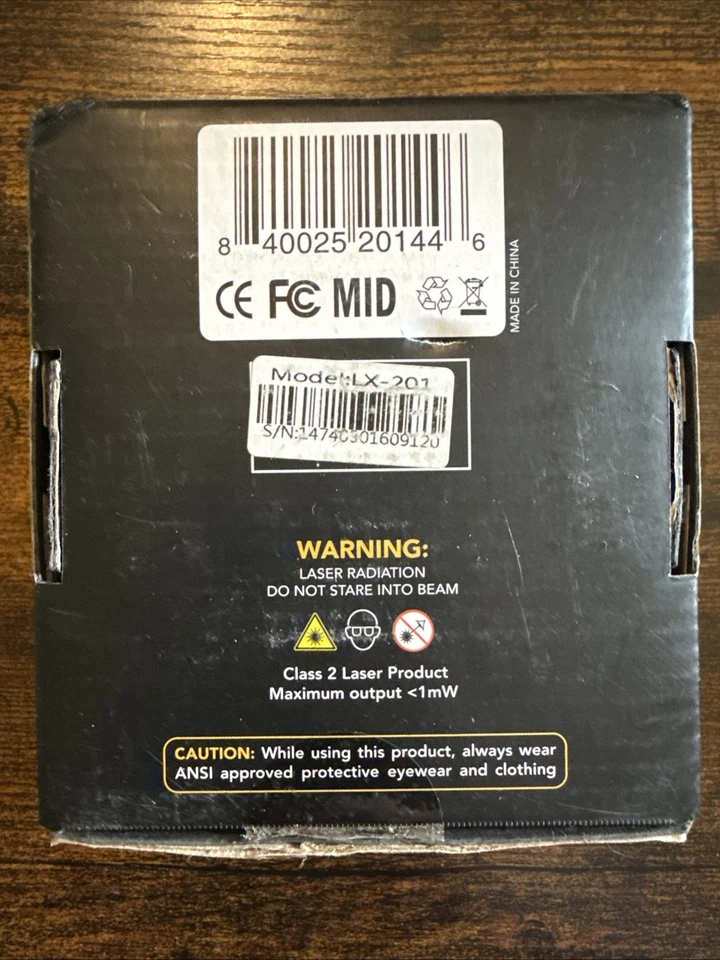 8 40025 20144 6
CE FC MID
MADE IN CHINA
Model:LX-201
S/N:14740301609120
WARNING:
LASER RADIATION
DO NOT STARE INTO BEAM
Class 2 Laser Product
Maximum output <1mW
CAUTION: While using this product, always wear
ANSI approved protective eyewear and clothing